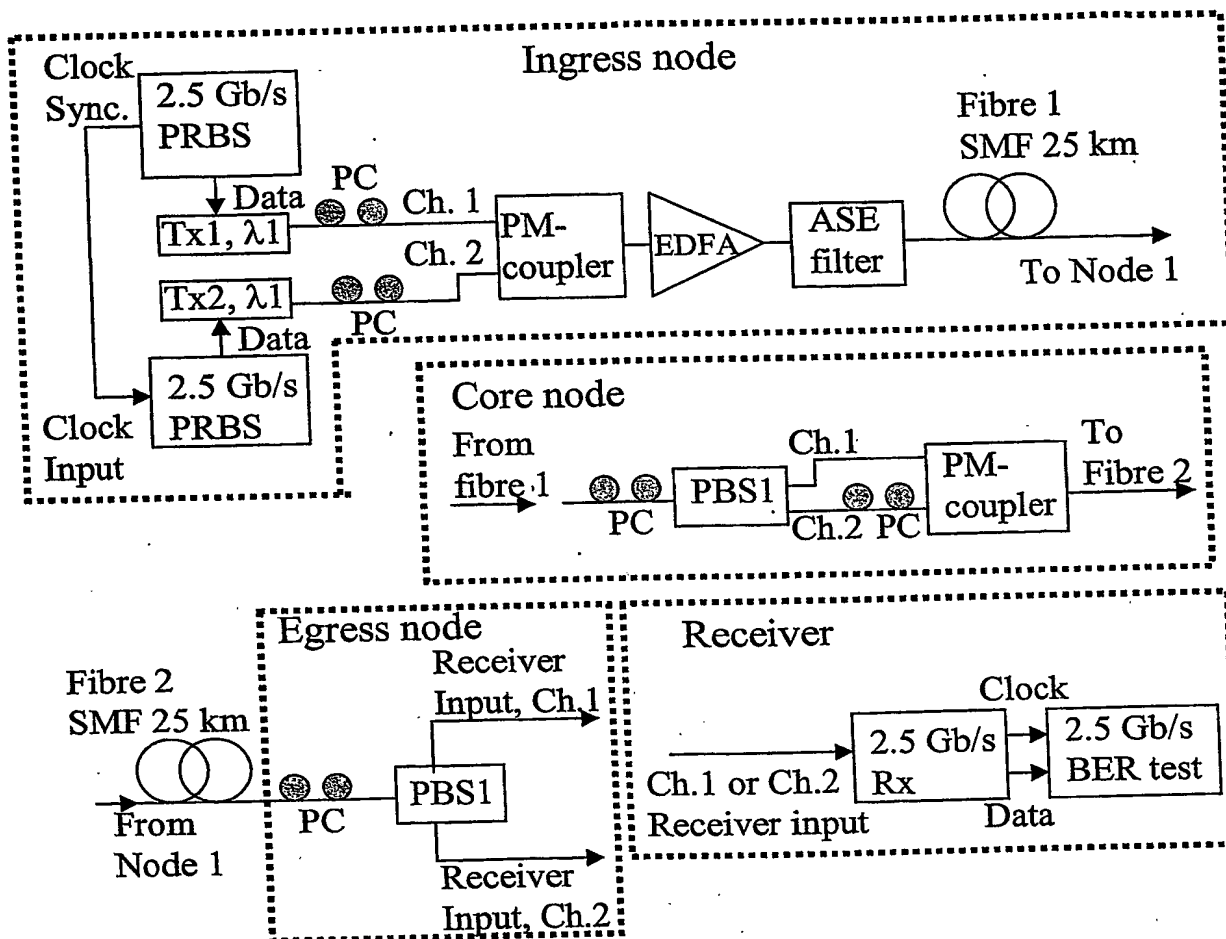 Ingress node
Clock
Sync.
2.5 Gb/s
PRBS
Data
Tx1, λ1
PC
Ch. 1
Ch. 2
Tx2, λ1
PC
Data
2.5 Gb/s
PRBS
Clock
Input
PM-
coupler
EDFA
ASE
filter
Fibre 1
SMF 25 km
To Node 1
Core node
From
fibre 1
PC
PBS1
Ch.1
Ch.2
PC
PM-
coupler
To
Fibre 2
Fibre 2
SMF 25 km
From
Node 1
Egress node
PC
PBS1
Receiver
Input, Ch.1
Receiver
Input, Ch.2
Receiver
Ch.1 or Ch.2
Receiver input
2.5 Gb/s
Rx
Clock
Data
2.5 Gb/s
BER test